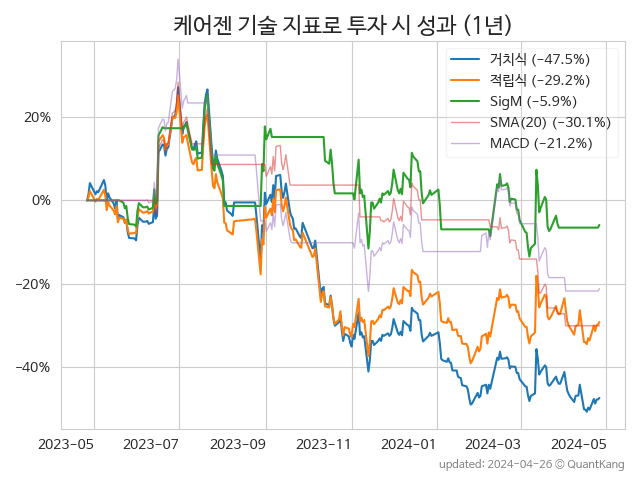 케어젠 기술 지표로 투자 시 성과 (1년)
거치식 (−47.5%)
적립식 (−29.2%)
SigM (−5.9%)
SMA(20) (−30.1%)
MACD (−21.2%)
20%
0%
−20%
−40%
2023-05 2023-07 2023-09 2023-11 2024-01 2024-03 2024-05
updated: 2024-04-26 © QuantKang